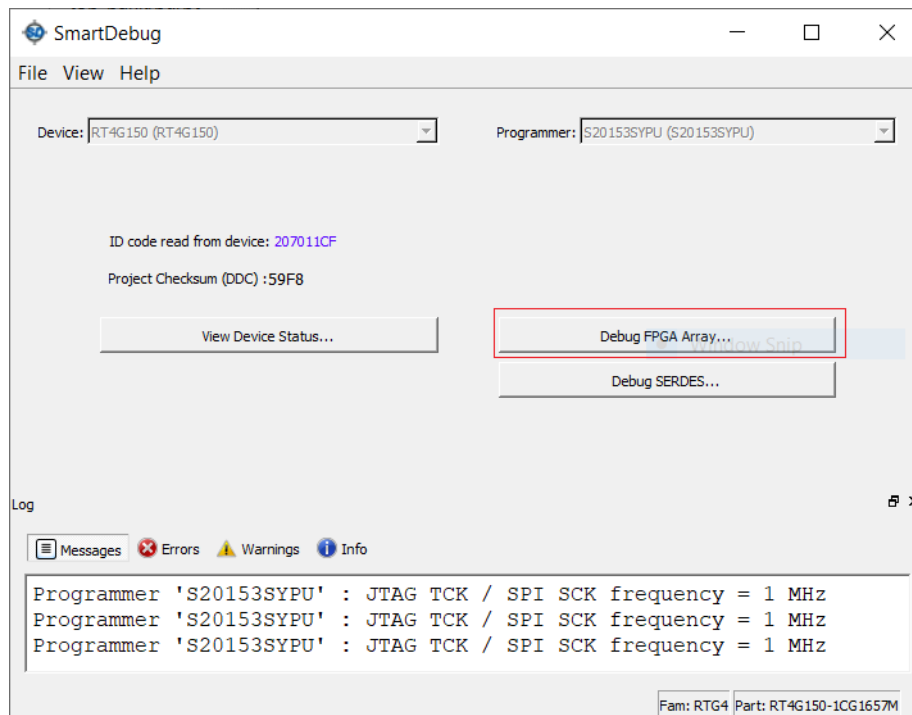 SmartDebug
File View Help
Device: RT4G150 (RT4G150) Programmer: S20153SYPU (S20153SYPU)
ID code read from device: 207011CF
Project Checksum (DDC) :59F8
View Device Status... Debug FPGA Array...
Window Snip
Debug SERDES...
Log
Messages Errors Warnings Info
Programmer 'S20153SYPU' : JTAG TCK / SPI SCK frequency = 1 MHz
Programmer 'S20153SYPU' : JTAG TCK / SPI SCK frequency = 1 MHz
Programmer 'S20153SYPU' : JTAG TCK / SPI SCK frequency = 1 MHz
Fam: RTG4 Part: RT4G150-1CG1657M